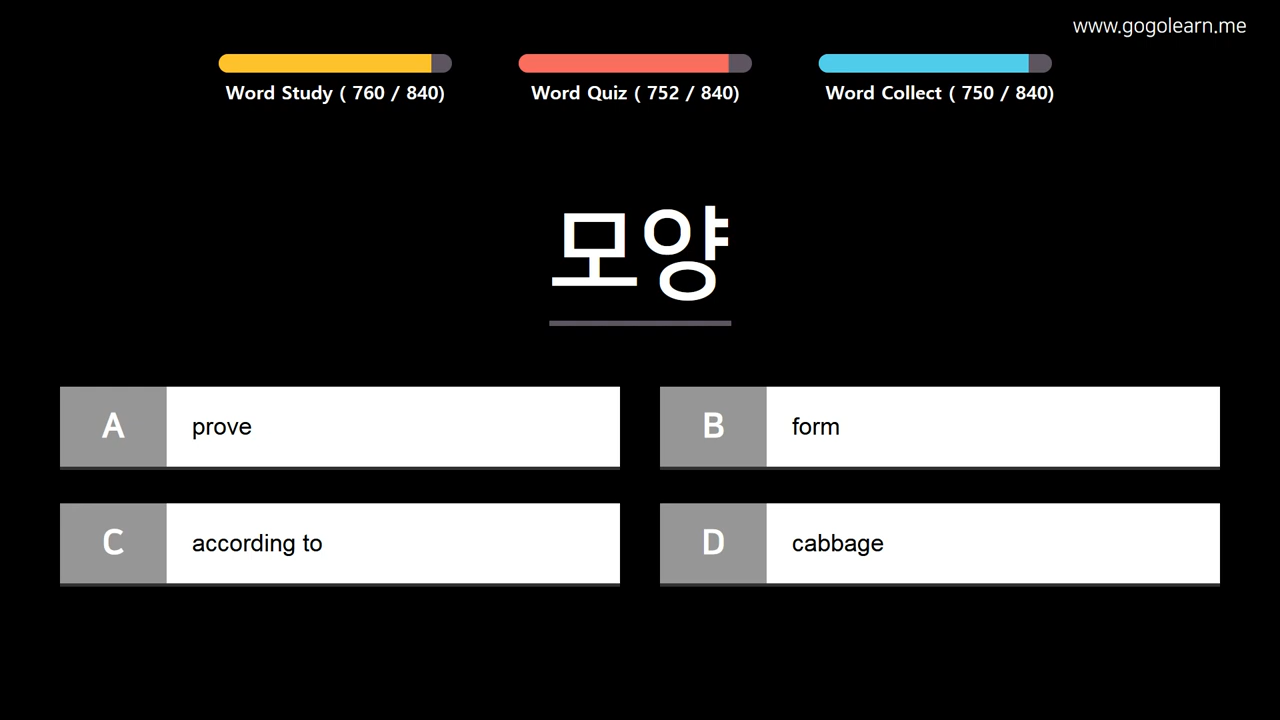 www.gogolearn.me
Word Study ( 760 / 840)
Word Quiz ( 752 / 840)
Word Collect ( 750 / 840)
모양
A prove
B form
C according to
D cabbage